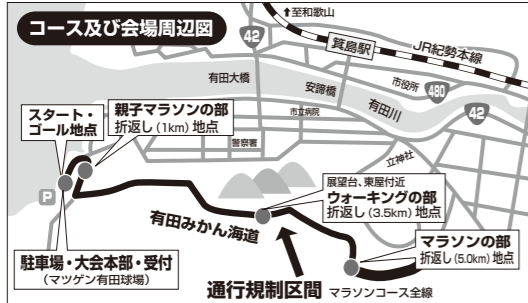 コース及び会場周辺図
↑至和歌山
42
箕島駅
JR紀勢本線
有田大橋
安諦橋
市役所
480
有田川
42
市立病院
スタート・
ゴール地点
親子マラソンの部
折返し(1km)地点
警察署
立神社
P
展望台、東屋付近
ウォーキングの部
折返し(3.5km)地点
有田みかん海道
マラソンの部
折返し(5.0km)地点
駐車場・大会本部・受付
(マツゲン有田球場)
通行規制区間
マラソンコース全線